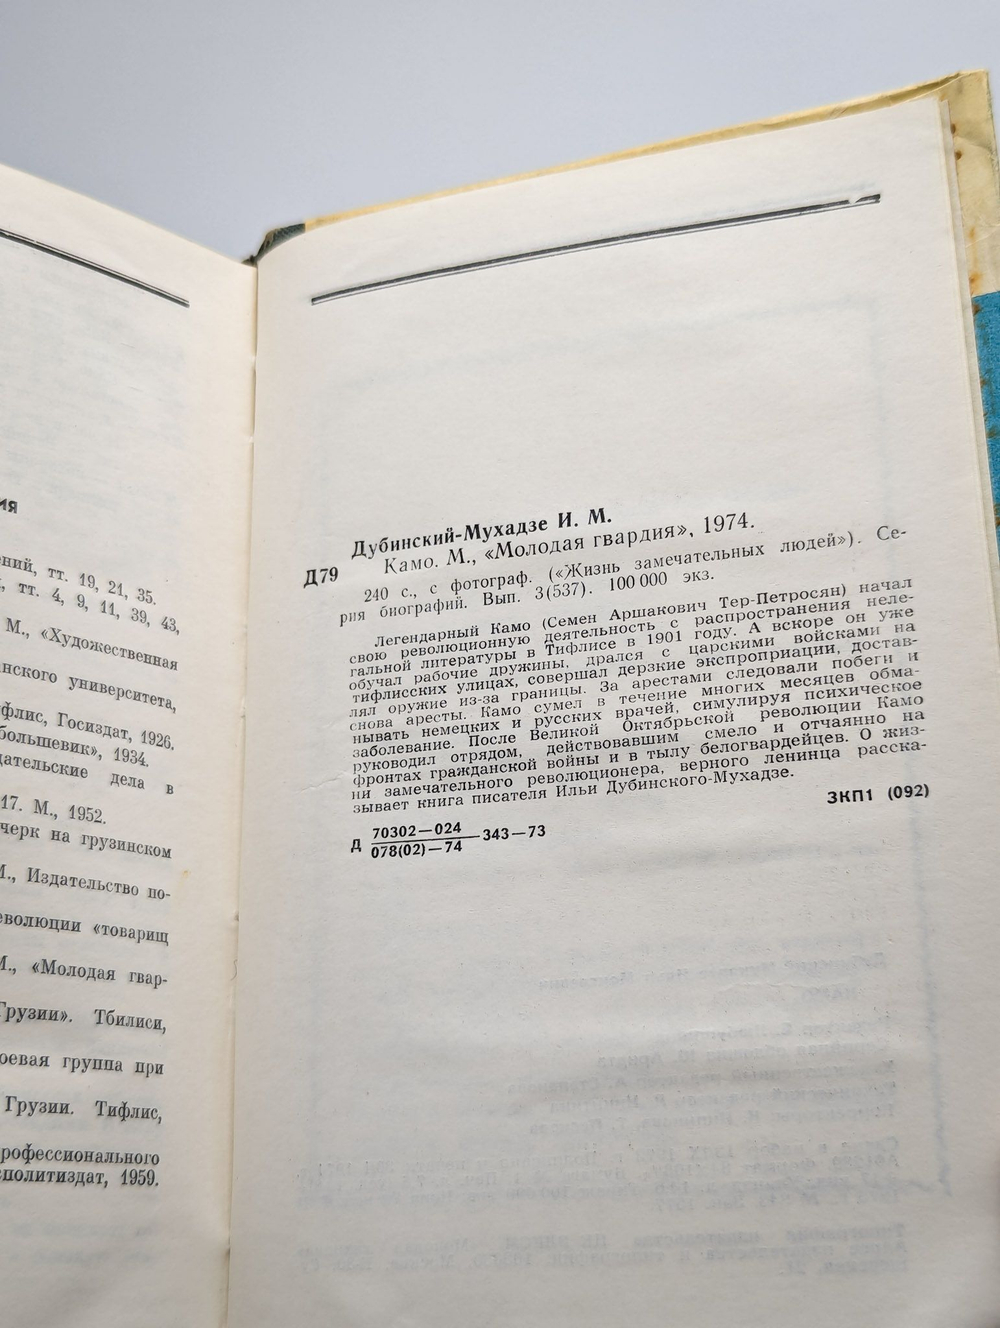 ия
ений, тт. 19, 21, 35.
тт. 4, 9, 11, 39, 43,
М., «Художественная
нского университета,
флис, Госиздат, 1926.
большевик», 1934.
дательские дела в
17. М., 1952.
черк на грузинском
М., Издательство по-
еволюции «товарищ
М., «Молодая гвар-
Грузии». Тбилиси,
оевая группа при
Грузии. Тифлис,
рофессионального
сполитиздат, 1959.
Дубинский-Мухадзе И. М.
Д79 Камо. М., «Молодая гвардия», 1974.
240 с., с фотограф. («Жизнь замечательных людей»). Се-
рия биографий. Вып. 3(537). 100 000 экз.
Легендарный Камо (Семен Аршакович Тер-Петросян) начал
свою революционную деятельность с распространения неле-
гальной литературы в Тифлисе в 1901 году. А вскоре он уже
обучал рабочие дружины, дрался с царскими войсками на
тифлисских улицах, совершал дерзкие экспроприации, достав-
лял оружие из-за границы. За арестами следовали побеги и
снова аресты. Камо сумел в течение многих месяцев обма-
нывать немецких и русских врачей, симулируя психическое
заболевание. После Великой Октябрьской революции Камо
руководил отрядом, действовавшим смело и отчаянно на
фронтах гражданской войны и в тылу белогвардейцев. О жиз-
ни замечательного революционера, верного ленинца расска-
зывает книга писателя Ильи Дубинского-Мухадзе.
Д 70302—024
078(02)—74 343—73 ЗКП1 (092)